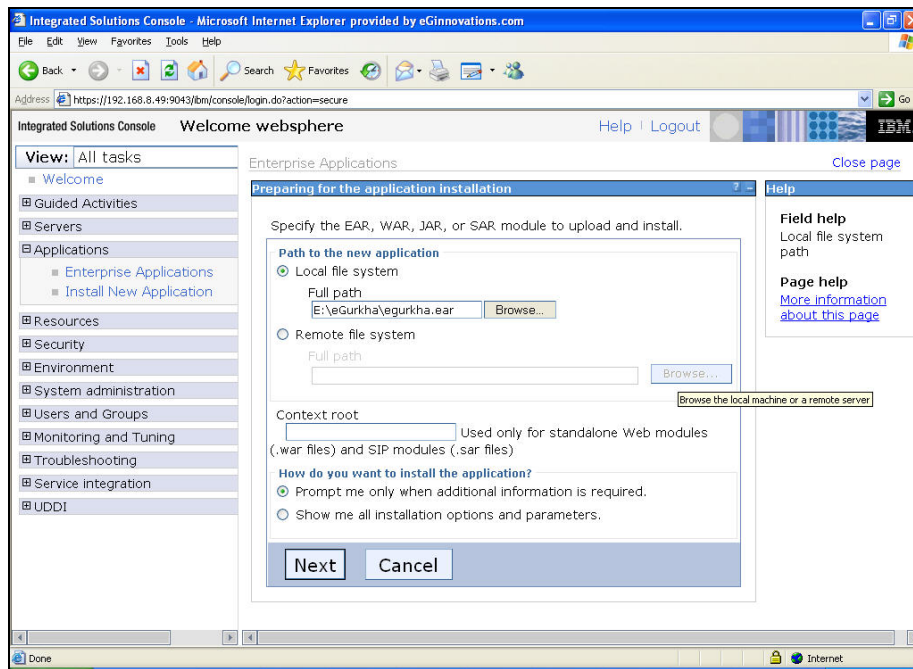 Integrated Solutions Console - Microsoft Internet Explorer provided by eGinnovations.com
File Edit View Favorites Tools Help
Back Search Favorites
Address https://192.168.8.49:9043/ibm/console/login.do?action=secure Go
Integrated Solutions Console Welcome websphere Help | Logout IBM.
View: All tasks
Welcome
Guided Activities
Servers
Applications
Enterprise Applications
Install New Application
Resources
Security
Environment
System administration
Users and Groups
Monitoring and Tuning
Troubleshooting
Service integration
UDDI
Enterprise Applications Close page
Preparing for the application installation ? -
Specify the EAR, WAR, JAR, or SAR module to upload and install.
Path to the new application
Local file system
Full path
E:\eGurkha\egurkha.ear Browse...
Remote file system
Full path
Browse...
Browse the local machine or a remote server
Context root
Used only for standalone Web modules
(.war files) and SIP modules (.sar files)
How do you want to install the application?
Prompt me only when additional information is required.
Show me all installation options and parameters.
Next Cancel
Help
Field help
Local file system
path
Page help
More information
about this page
Done Internet